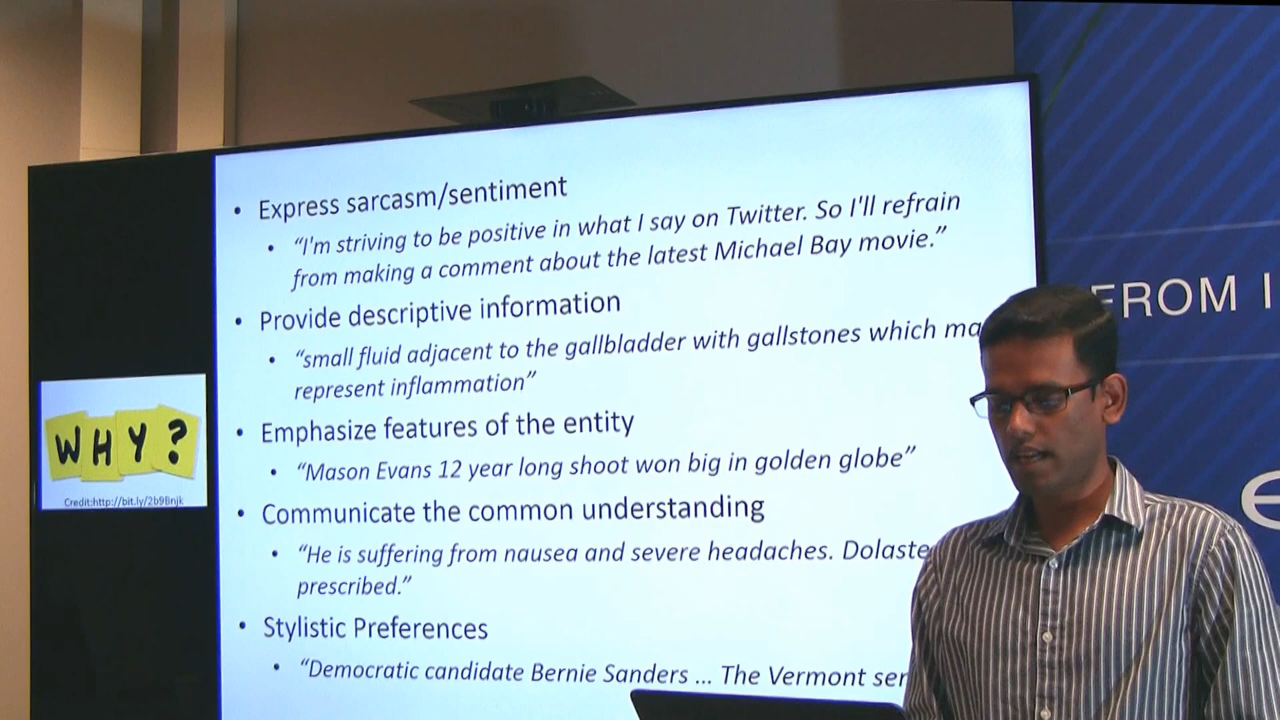 • Express sarcasm/sentiment
• “I'm striving to be positive in what I say on Twitter. So I'll refrain
from making a comment about the latest Michael Bay movie.”
• Provide descriptive information
• “small fluid adjacent to the gallbladder with gallstones which ma
represent inflammation”
• Emphasize features of the entity
• “Mason Evans 12 year long shoot won big in golden globe”
• Communicate the common understanding
• “He is suffering from nausea and severe headaches. Dolaste
prescribed.”
• Stylistic Preferences
• “Democratic candidate Bernie Sanders ... The Vermont sen
WHY?
Credit:http://bit.ly/2b9Bnjk
FROM I
e